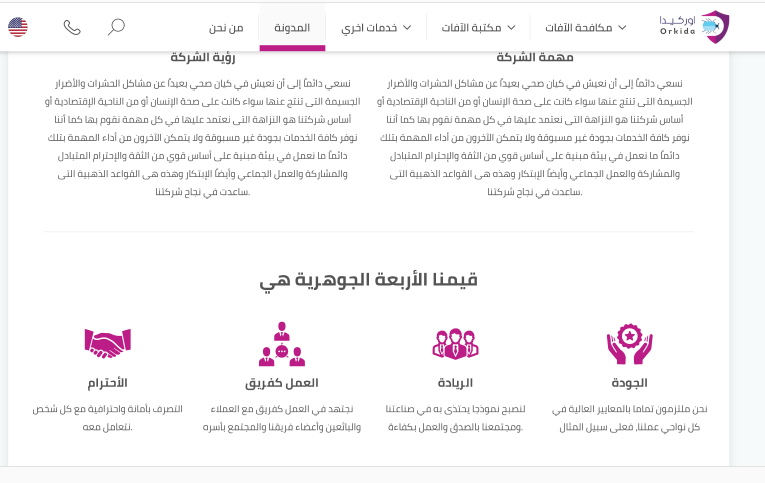 اوركيدا
Orkida
مكافحة الآفات
مكتبة الآفات
خدمات اخري
المدونة
من نحن
مهمة الشركة
نسعي دائماً إلى أن نعيش في كيان صحي بعيداً عن مشاكل الحشرات والأضرار
الجسيمة التى تنتج عنها سواء كانت على صحة الإنسان أو من الناحية الإقتصادية أو
أساس شركتنا هو النزاهة التى نعتمد عليها في كل مهمة نقوم بها كما أننا
نوفر كافة الخدمات بجودة غير مسبوقة ولا يتمكن الآخرون من أداء المهمة بتلك
دائماً ما نعمل في بيئة مبنية على أساس قوي من الثقة والإحترام المتبادل
والمشاركة والعمل الجماعي وأيضاً الإبتكار وهذه هى القواعد الذهبية التى
ساعدت في نجاح شركتنا.
رؤية الشركة
نسعي دائماً إلى أن نعيش في كيان صحي بعيداً عن مشاكل الحشرات والأضرار
الجسيمة التى تنتج عنها سواء كانت على صحة الإنسان أو من الناحية الإقتصادية أو
أساس شركتنا هو النزاهة التى نعتمد عليها في كل مهمة نقوم بها كما أننا
نوفر كافة الخدمات بجودة غير مسبوقة ولا يتمكن الآخرون من أداء المهمة بتلك
دائماً ما نعمل في بيئة مبنية على أساس قوي من الثقة والإحترام المتبادل
والمشاركة والعمل الجماعي وأيضاً الإبتكار وهذه هى القواعد الذهبية التى
ساعدت في نجاح شركتنا.
قيمنا الأربعة الجوهرية هي
الجودة
نحن ملتزمون تماما بالمعايير العالية في
كل نواحي عملنا، فعلى سبيل المثال
الريادة
لنصبح نموذجا يحتذى به في صناعتنا
ومجتمعنا بالصدق والعمل بكفاءة.
العمل كفريق
نجتهد في العمل كفريق مع العملاء
والبائعين وأعضاء فريقنا والمجتمع بأسره
الأحترام
التصرف بأمانة واحترافية مع كل شخص
نتعامل معه.